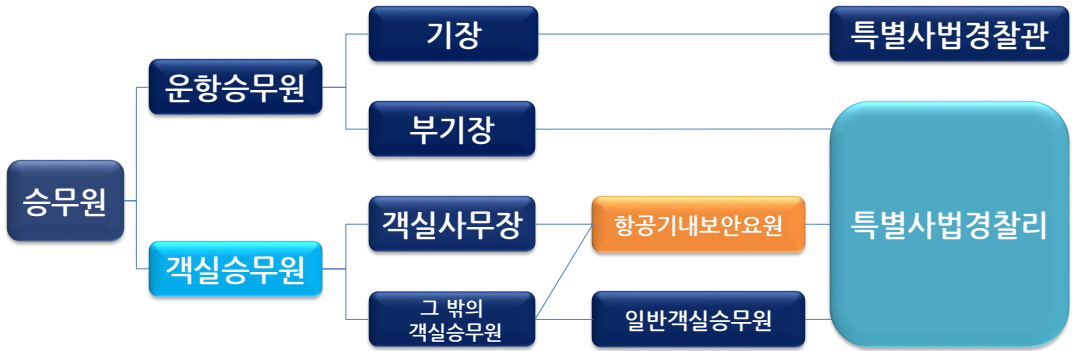 승무원
운항승무원
객실승무원
기장
부기장
객실사무장
그 밖의
객실승무원
항공기내보안요원
일반객실승무원
특별사법경찰관
특별사법경찰리